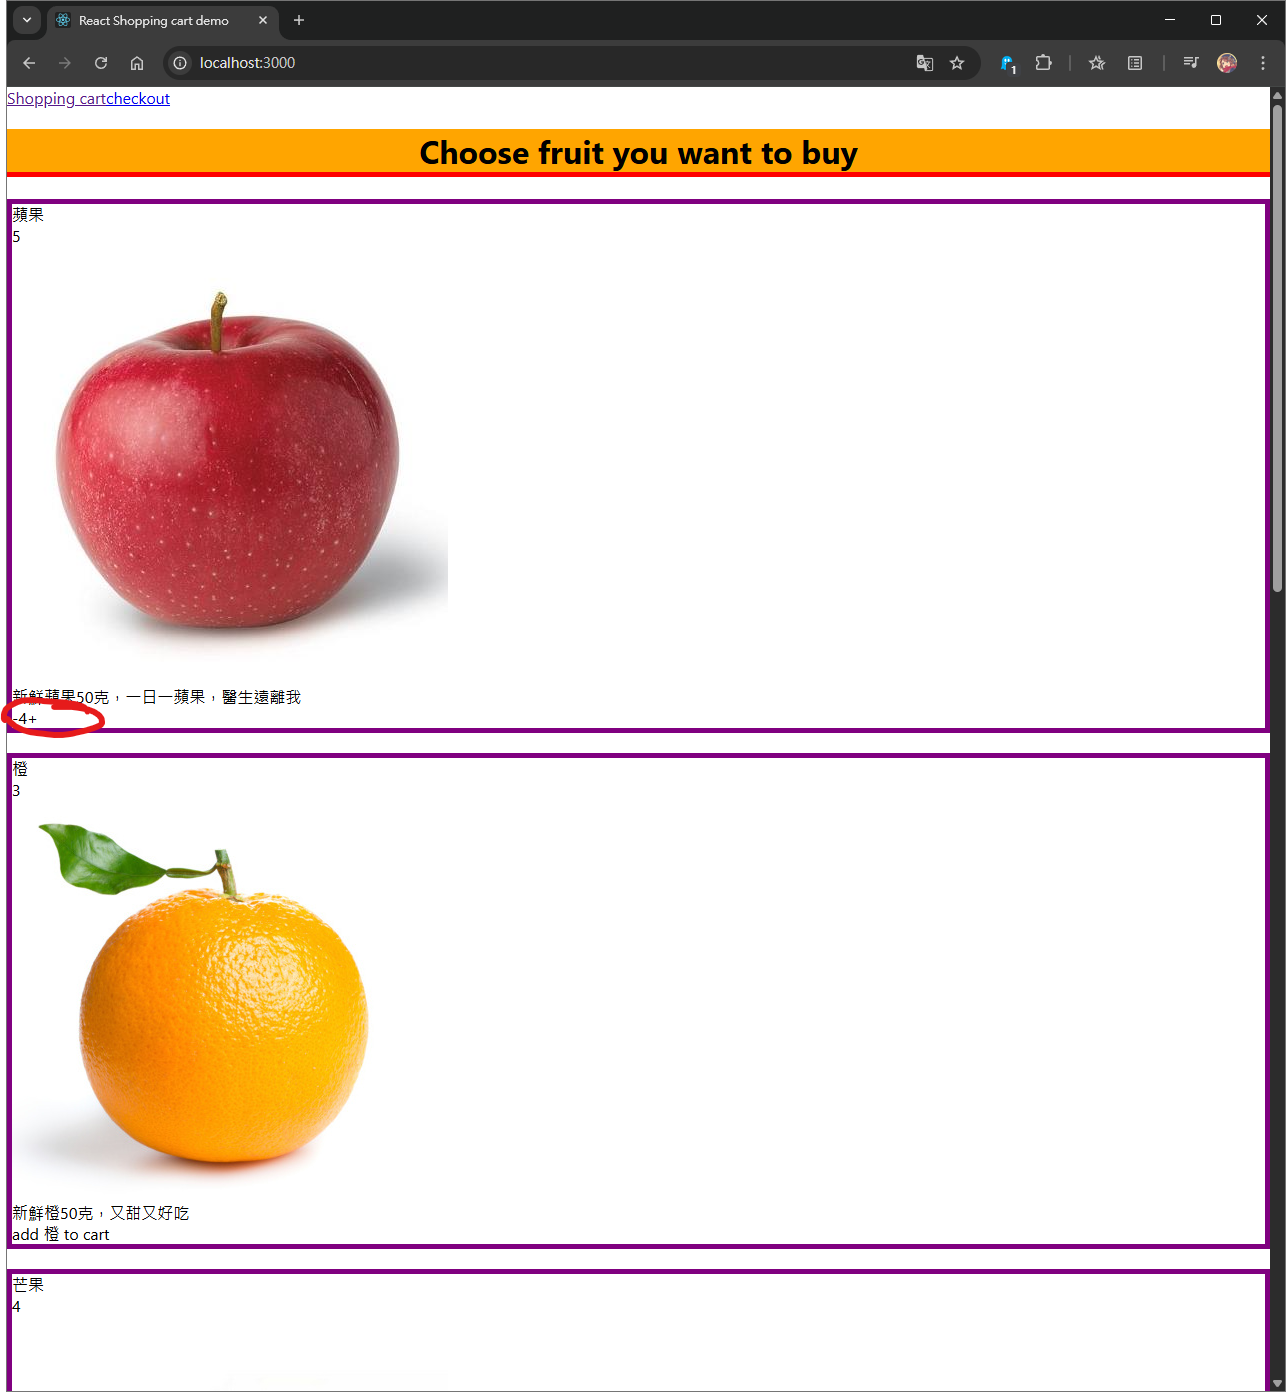 React Shopping cart demo
localhost:3000
1
Shopping cartcheckout
Choose fruit you want to buy
蘋果
5
新鮮蘋果50克，一日一蘋果，醫生遠離我
-4+
橙
3
新鮮橙50克，又甜又好吃
add 橙 to cart
芒果
4